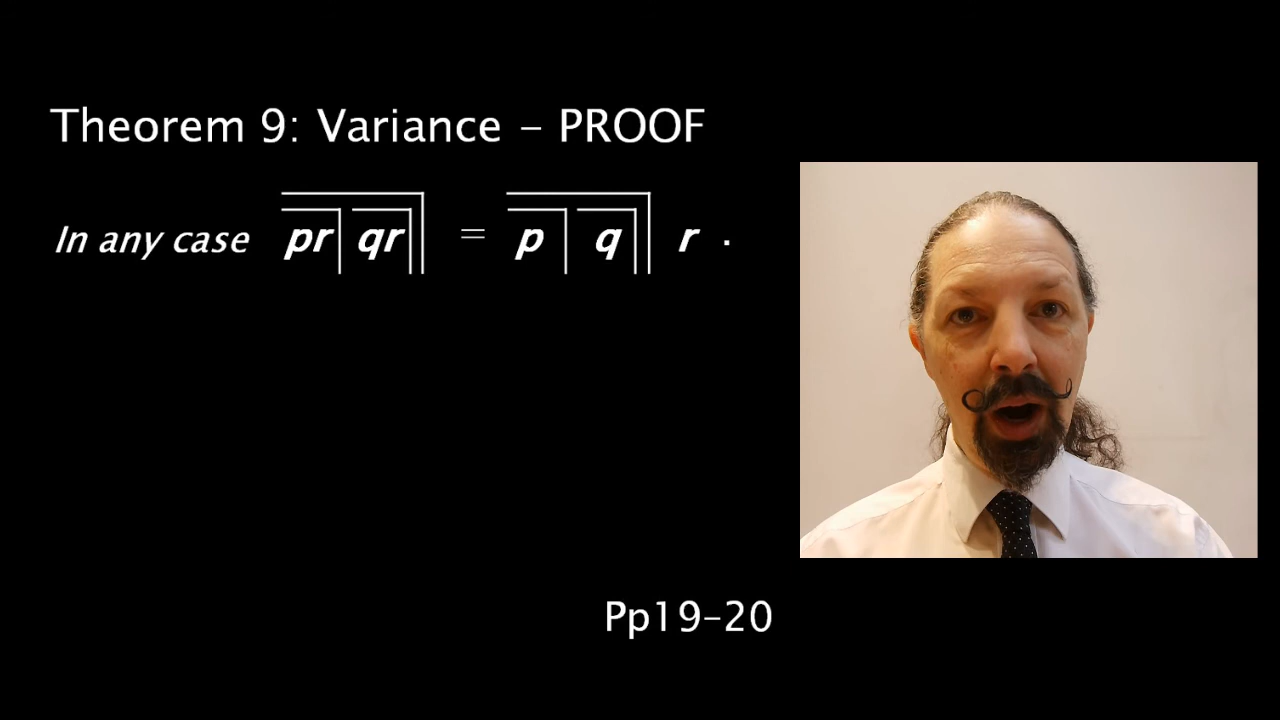 Theorem 9: Variance – PROOF
In any case pr qr = p q r .
Pp19–20